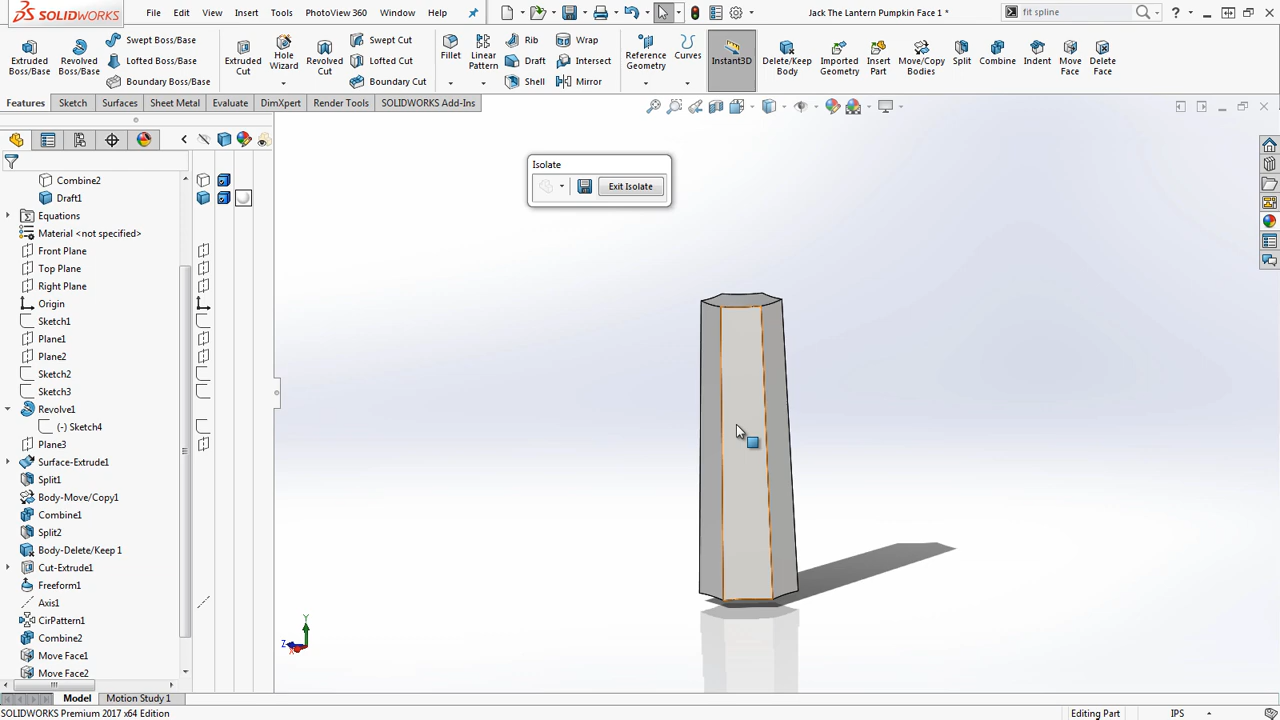 SOLIDWORKS File Edit View Insert Tools PhotoView 360 Window Help Jack The Lantern Pumpkin Face 1 * fit spline ?
Extruded Boss/Base Revolved Boss/Base Swept Boss/Base Lofted Boss/Base Boundary Boss/Base Extruded Cut Hole Wizard Revolved Cut Swept Cut Lofted Cut Boundary Cut Fillet Linear Pattern Rib Draft Shell Wrap Intersect Mirror Reference Geometry Curves Instant3D Delete/Keep Body Imported Geometry Insert Part Move/Copy Bodies Split Combine Indent Move Face Delete Face
Features Sketch Surfaces Sheet Metal Evaluate DimXpert Render Tools SOLIDWORKS Add-Ins
Isolate
Exit Isolate
Combine2
Draft1
Equations
Material <not specified>
Front Plane
Top Plane
Right Plane
Origin
Sketch1
Plane1
Plane2
Sketch2
Sketch3
Revolve1
(-) Sketch4
Plane3
Surface-Extrude1
Split1
Body-Move/Copy1
Combine1
Split2
Body-Delete/Keep 1
Cut-Extrude1
Freeform1
Axis1
CirPattern1
Combine2
Move Face1
Move Face2
Y
Z
X
Model Motion Study 1
SOLIDWORKS Premium 2017 x64 Edition Editing Part IPS